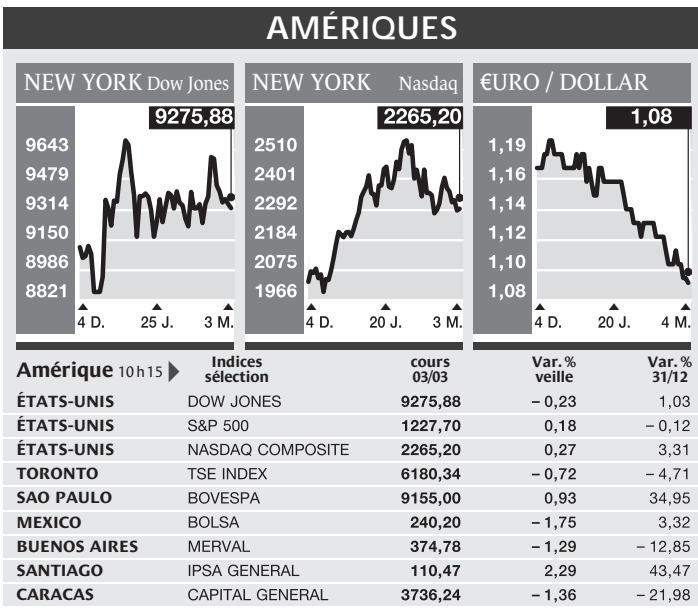 AMÉRIQUES
NEW YORK Dow Jones
9275,88
9643
9479
9314
9150
8986
8821
4 D. 25 J. 3 M.
NEW YORK Nasdaq
2265,20
2510
2401
2292
2184
2075
1966
4 D. 20 J. 3 M.
€URO / DOLLAR
1,08
1,19
1,16
1,14
1,12
1,10
1,08
4 D. 20 J. 4 M.
Amérique 10h15 Indices sélection cours 03/03 Var. % veille Var. % 31/12
ÉTATS-UNIS DOW JONES 9275,88 – 0,23 1,03
ÉTATS-UNIS S&P 500 1227,70 0,18 – 0,12
ÉTATS-UNIS NASDAQ COMPOSITE 2265,20 0,27 3,31
TORONTO TSE INDEX 6180,34 – 0,72 – 4,71
SAO PAULO BOVESPA 9155,00 0,93 34,95
MEXICO BOLSA 240,20 – 1,75 3,32
BUENOS AIRES MERVAL 374,78 – 1,29 – 12,85
SANTIAGO IPSA GENERAL 110,47 2,29 43,47
CARACAS CAPITAL GENERAL 3736,24 – 1,36 – 21,98